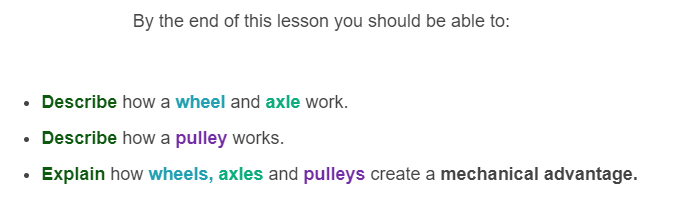 By the end of this lesson you should be able to:
• Describe how a wheel and axle work.
• Describe how a pulley works.
• Explain how wheels, axles and pulleys create a mechanical advantage.